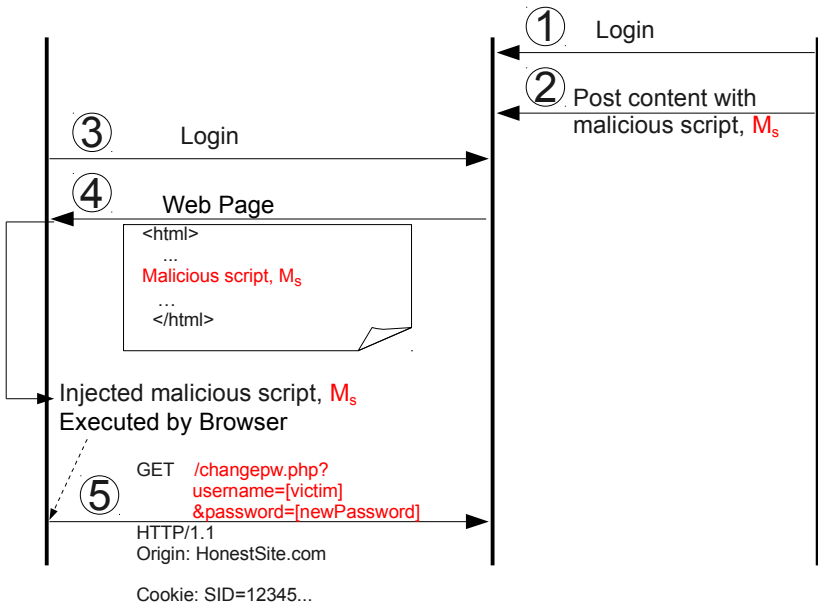 ① Login
② Post content with
malicious script, Ms
③ Login
④ Web Page
<html>
...
Malicious script, Ms
...
</html>
Injected malicious script, Ms
Executed by Browser
⑤
GET /changepw.php?
username=[victim]
&password=[newPassword]
HTTP/1.1
Origin: HonestSite.com
Cookie: SID=12345...